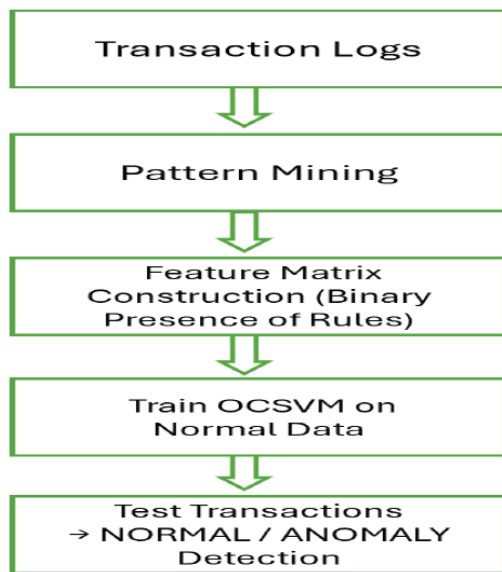 Transaction Logs
Pattern Mining
Feature Matrix
Construction (Binary
Presence of Rules)
Train OCSVM on
Normal Data
Test Transactions
→ NORMAL / ANOMALY
Detection